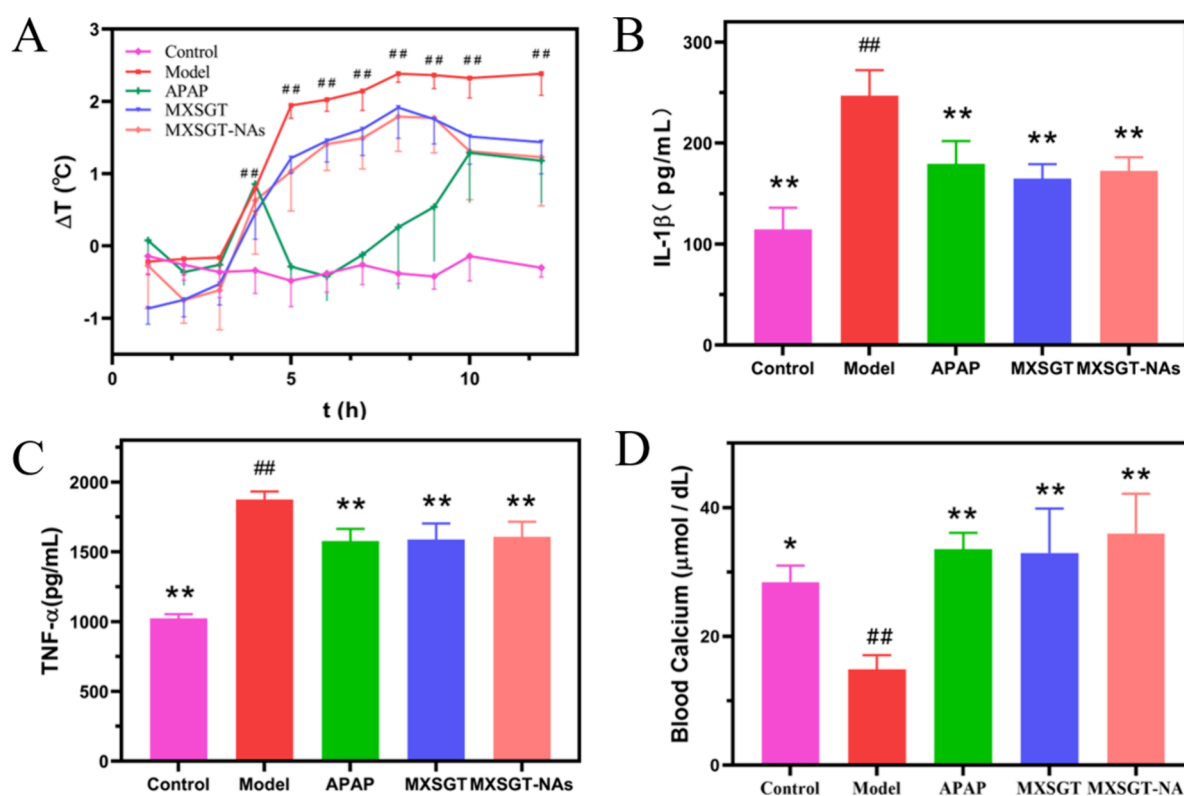 A
Control
Model
APAP
MXSGT
MXSGT-NAs
## ## ## ## ## ## ## ##
3
2
1
0
-1
ΔT (℃)
0 5 10
t (h)
B
300
200
100
0
IL-1β( pg/mL)
** ## ** ** **
Control Model APAP MXSGT MXSGT-NAs
C
2000
1500
1000
500
0
TNF-α(pg/mL)
** ## ** ** **
Control Model APAP MXSGT MXSGT-NAs
D
40
20
0
Blood Calcium (μmol / dL)
* ## ** ** **
Control Model APAP MXSGT MXSGT-NA